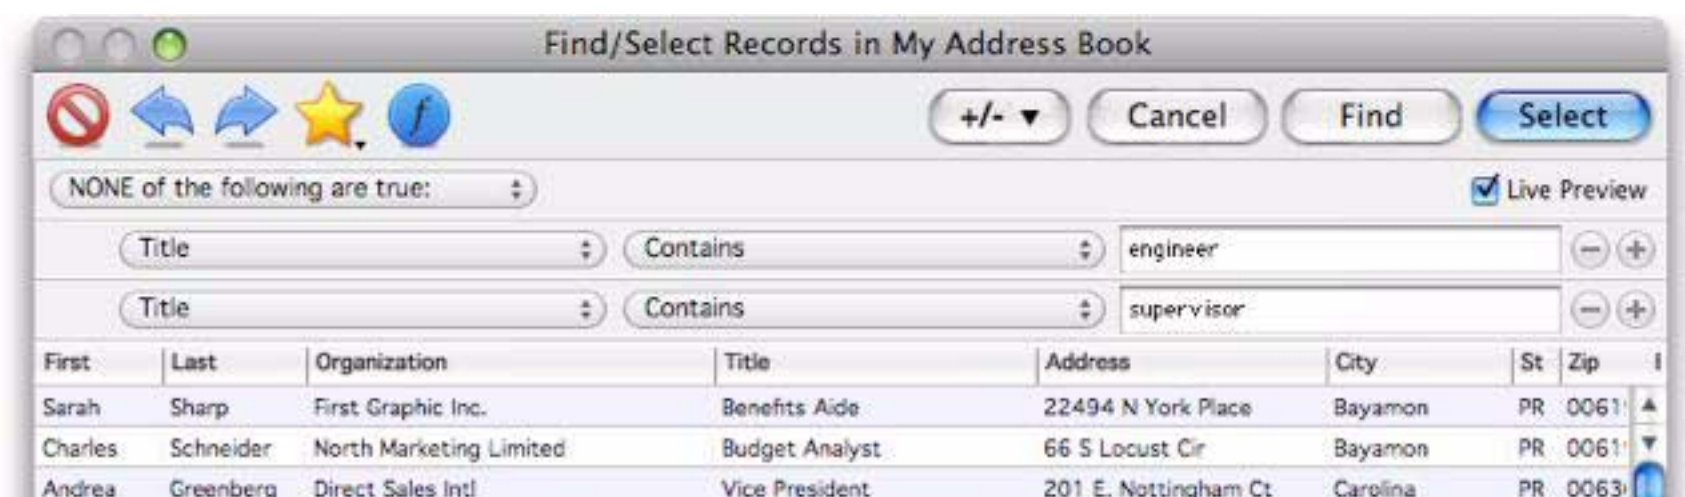 Find/Select Records in My Address Book
f +/- ▼ Cancel Find Select
NONE of the following are true: Live Preview
Title Contains engineer
Title Contains supervisor
First Last Organization Title Address City St Zip
Sarah Sharp First Graphic Inc. Benefits Aide 22494 N York Place Bayamon PR 0061
Charles Schneider North Marketing Limited Budget Analyst 66 S Locust Cir Bayamon PR 0061
Andrea Greenberg Direct Sales Intl Vice President 201 E. Nottingham Ct Carolina PR 0063